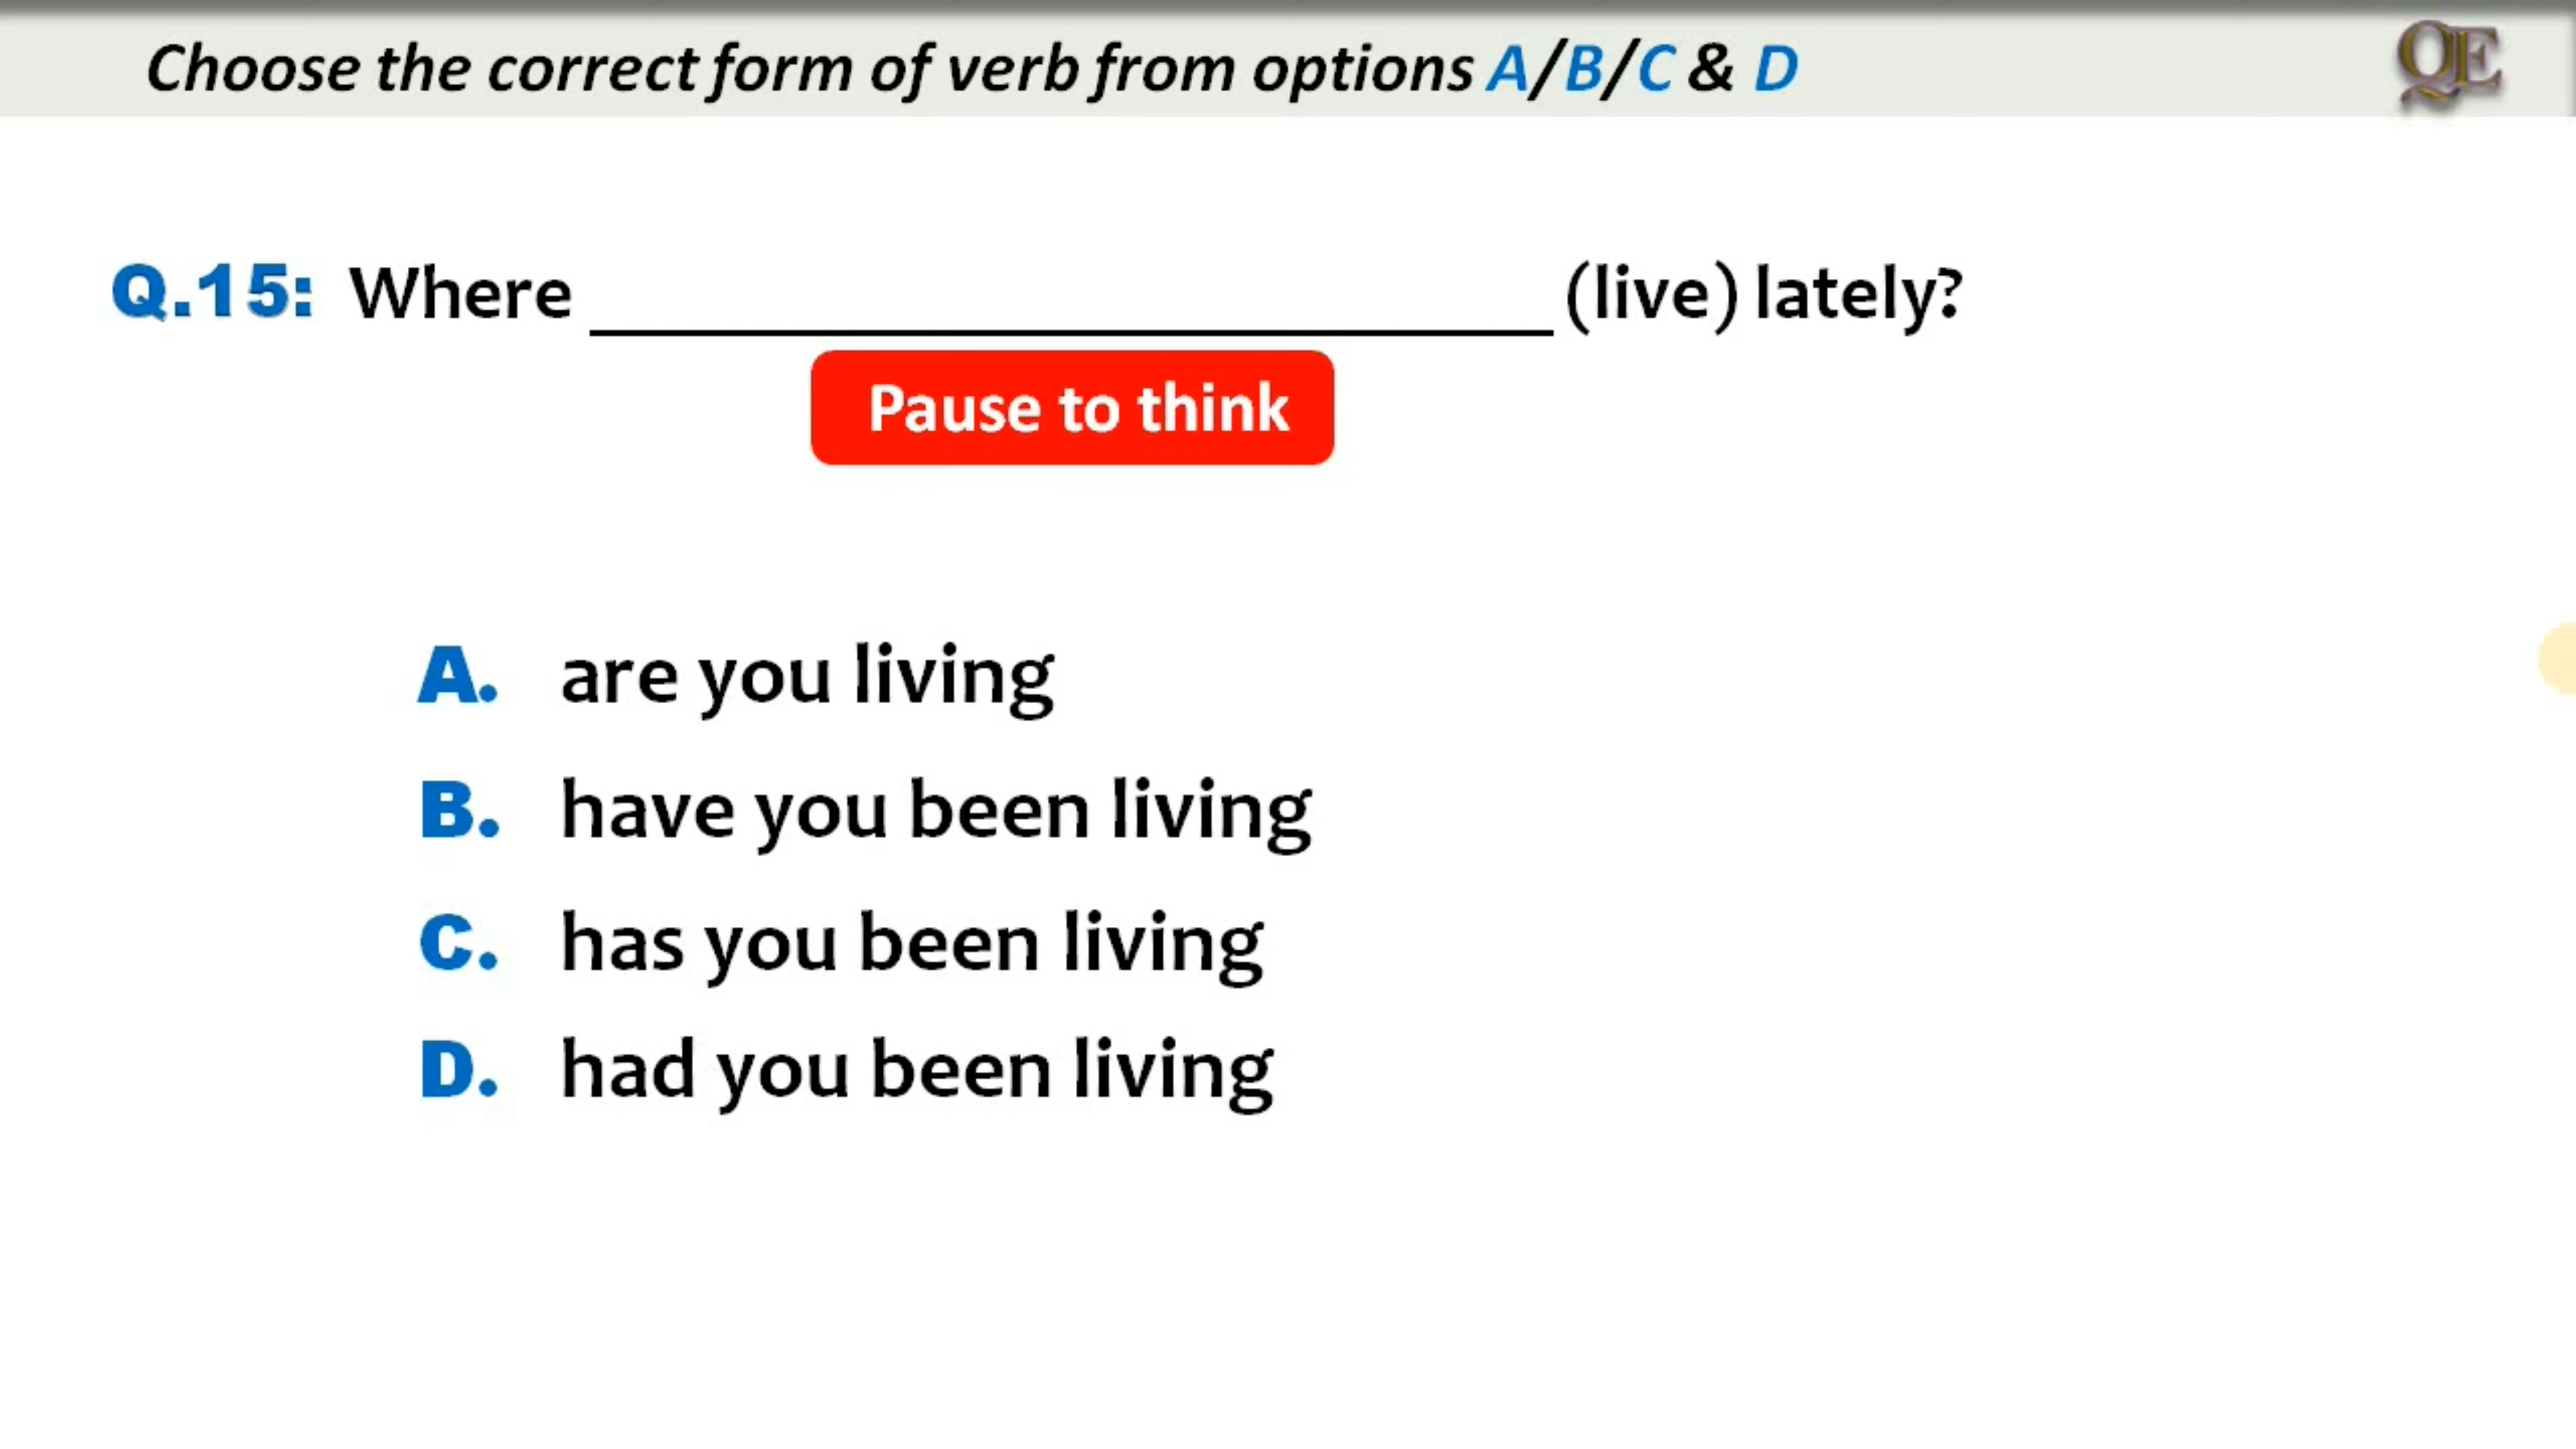 Choose the correct form of verb from options A/B/C & D
QE
Q.15: Where ____________________ (live) lately?
Pause to think
A. are you living
B. have you been living
C. has you been living
D. had you been living